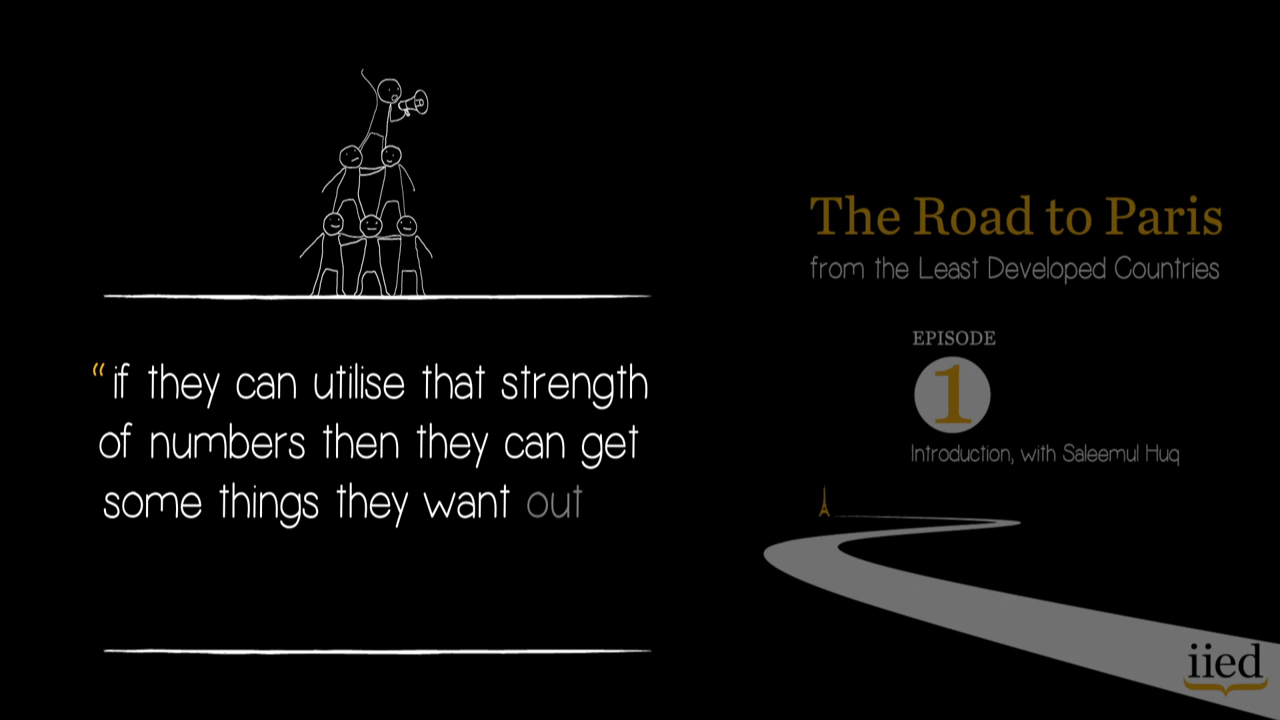 “if they can utilise that strength
of numbers then they can get
some things they want out
The Road to Paris
from the Least Developed Countries
EPISODE
1
Introduction, with Saleemul Huq
iied